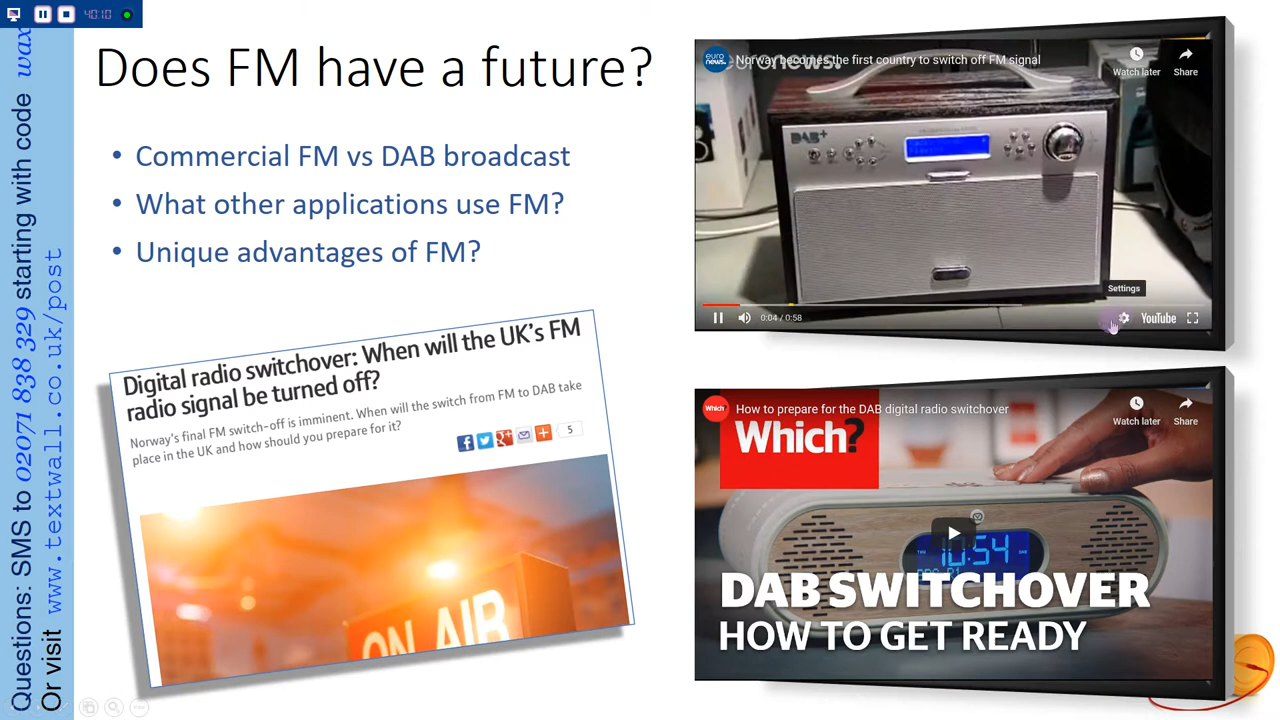 40:10
Does FM have a future?
• Commercial FM vs DAB broadcast
• What other applications use FM?
• Unique advantages of FM?
Questions: SMS to 02071 838 329 starting with code wax
Or visit www.textwall.co.uk/post
Digital radio switchover: When will the UK's FM
radio signal be turned off?
Norway's final FM switch-off is imminent. When will the switch from FM to DAB take
place in the UK and how should you prepare for it?
5
ON AIR
euronews.
Norway becomes the first country to switch off FM signal
Watch later
Share
DAB+
Settings
0:04 / 0:58
YouTube
Which?
How to prepare for the DAB digital radio switchover
Watch later
Share
Which?
10:54
DAB SWITCHOVER
HOW TO GET READY